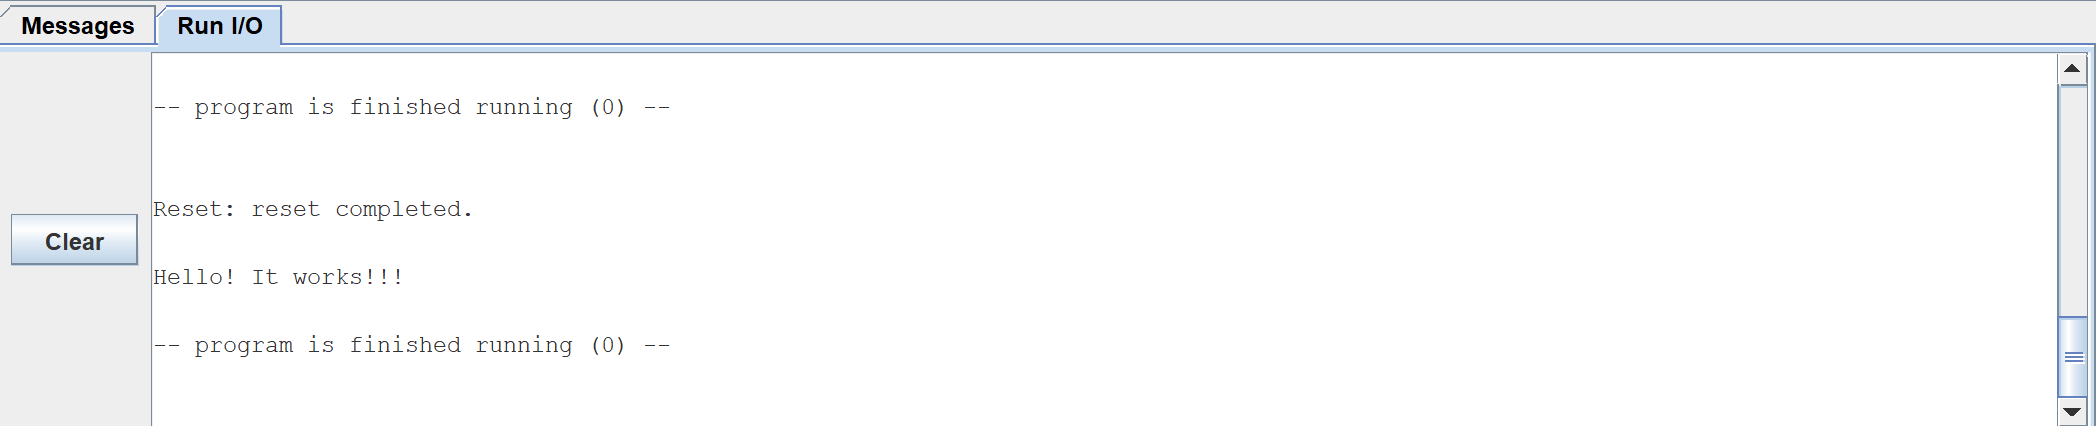 Messages Run I/O
-- program is finished running (0) --
Reset: reset completed.
Clear
Hello! It works!!!
-- program is finished running (0) --